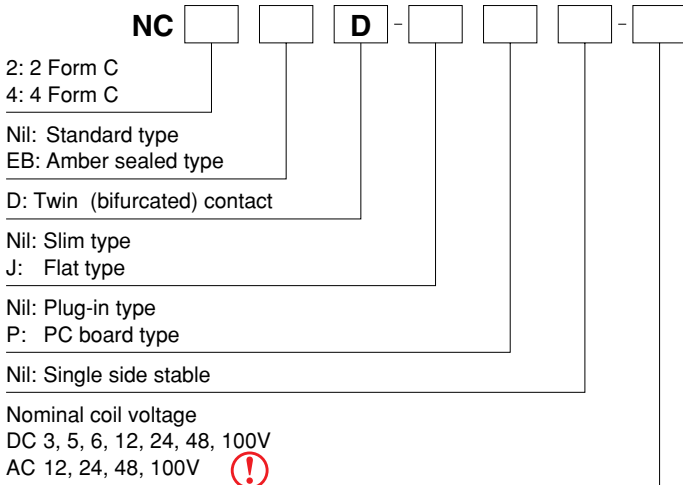 NC D - -
2: 2 Form C
4: 4 Form C
Nil: Standard type
EB: Amber sealed type
D: Twin (bifurcated) contact
Nil: Slim type
J: Flat type
Nil: Plug-in type
P: PC board type
Nil: Single side stable
Nominal coil voltage
DC 3, 5, 6, 12, 24, 48, 100V
AC 12, 24, 48, 100V !